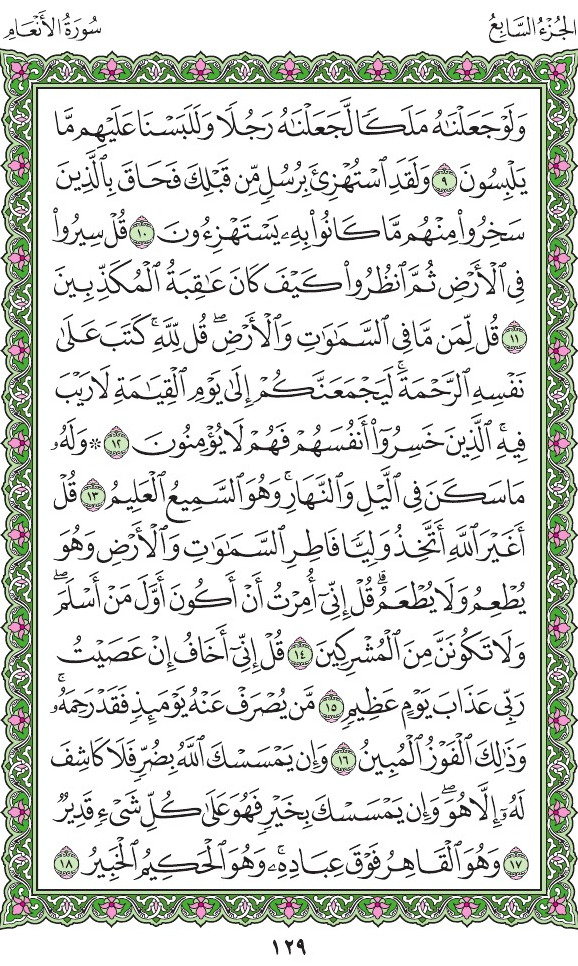 الجُزْءُ السَّابِعُ
سُورَةُ الأَنْعَامِ
وَلَوْ جَعَلْنَٰهُ مَلَكًا لَّجَعَلْنَٰهُ رَجُلًا وَلَلَبَسْنَا عَلَيْهِم مَّا
يَلْبِسُونَ ٩ وَلَقَدِ ٱسْتُهْزِئَ بِرُسُلٍ مِّن قَبْلِكَ فَحَاقَ بِٱلَّذِينَ
سَخِرُوا۟ مِنْهُم مَّا كَانُوا۟ بِهِۦ يَسْتَهْزِءُونَ ١٠ قُلْ سِيرُوا۟
فِي ٱلْأَرْضِ ثُمَّ ٱنظُرُوا۟ كَيْفَ كَانَ عَٰقِبَةُ ٱلْمُكَذِّبِينَ
١١ قُل لِّمَن مَّا فِي ٱلسَّمَٰوَٰتِ وَٱلْأَرْضِۖ قُل لِّلَّهِۚ كَتَبَ عَلَىٰ
نَفْسِهِ ٱلرَّحْمَةَۚ لَيَجْمَعَنَّكُمْ إِلَىٰ يَوْمِ ٱلْقِيَٰمَةِ لَا رَيْبَ
فِيهِۚ ٱلَّذِينَ خَسِرُوٓا۟ أَنفُسَهُمْ فَهُمْ لَا يُؤْمِنُونَ ١٢ ۞ وَلَهُۥ
مَا سَكَنَ فِي ٱلَّيْلِ وَٱلنَّهَارِۚ وَهُوَ ٱلسَّمِيعُ ٱلْعَلِيمُ ١٣ قُلْ
أَغَيْرَ ٱللَّهِ أَتَّخِذُ وَلِيًّا فَاطِرِ ٱلسَّمَٰوَٰتِ وَٱلْأَرْضِ وَهُوَ
يُطْعِمُ وَلَا يُطْعَمُۗ قُلْ إِنِّيٓ أُمِرْتُ أَنْ أَكُونَ أَوَّلَ مَنْ أَسْلَمَۖ
وَلَا تَكُونَنَّ مِنَ ٱلْمُشْرِكِينَ ١٤ قُلْ إِنِّيٓ أَخَافُ إِنْ عَصَيْتُ
رَبِّي عَذَابَ يَوْمٍ عَظِيمٍ ١٥ مَّن يُصْرَفْ عَنْهُ يَوْمَئِذٍ فَقَدْ رَحِمَهُۥۚ
وَذَٰلِكَ ٱلْفَوْزُ ٱلْمُبِينُ ١٦ وَإِن يَمْسَسْكَ ٱللَّهُ بِضُرٍّ فَلَا كَاشِفَ
لَهُۥٓ إِلَّا هُوَۖ وَإِن يَمْسَسْكَ بِخَيْرٍ فَهُوَ عَلَىٰ كُلِّ شَيْءٍ قَدِيرٌ
١٧ وَهُوَ ٱلْقَاهِرُ فَوْقَ عِبَادِهِۦۚ وَهُوَ ٱلْحَكِيمُ ٱلْخَبِيرُ ١٨
١٢٩